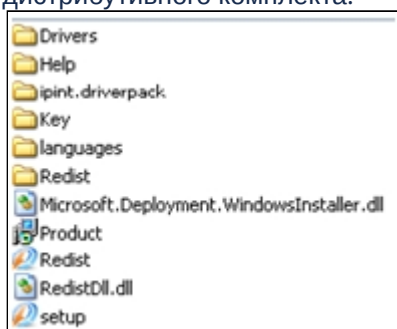 дистрибутивного комплекта.
Drivers
Help
ipint.driverpack
Key
languages
Redist
Microsoft.Deployment.WindowsInstaller.dll
Product
Redist
RedistDll.dll
setup